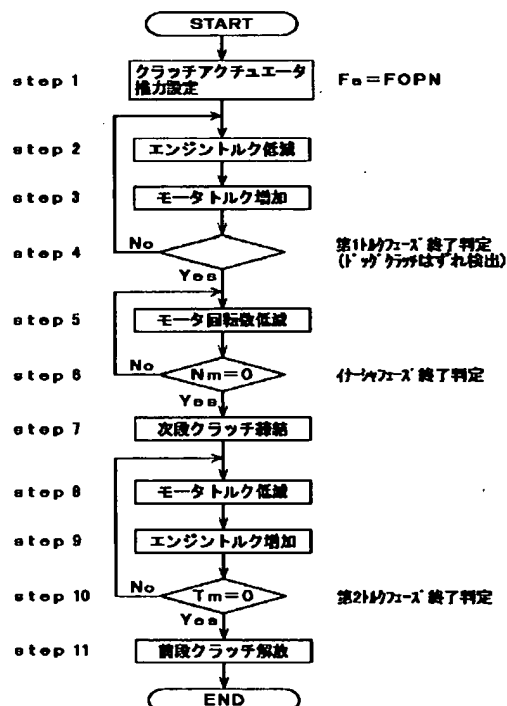 START
step 1
クラッチアクチュエータ
推力設定
Fa=FOPN
step 2
エンジントルク低減
step 3
モータトルク増加
step 4
No
第1トルクフェーズ終了判定
(ドッグクラッチはずれ検出)
Yes
step 5
モータ回転数低減
step 6
No
Nm=0
イナーシャフェーズ終了判定
Yes
step 7
次段クラッチ締結
step 8
モータトルク低減
step 9
エンジントルク増加
step 10
No
Tm=0
第2トルクフェーズ終了判定
Yes
step 11
前段クラッチ解放
END